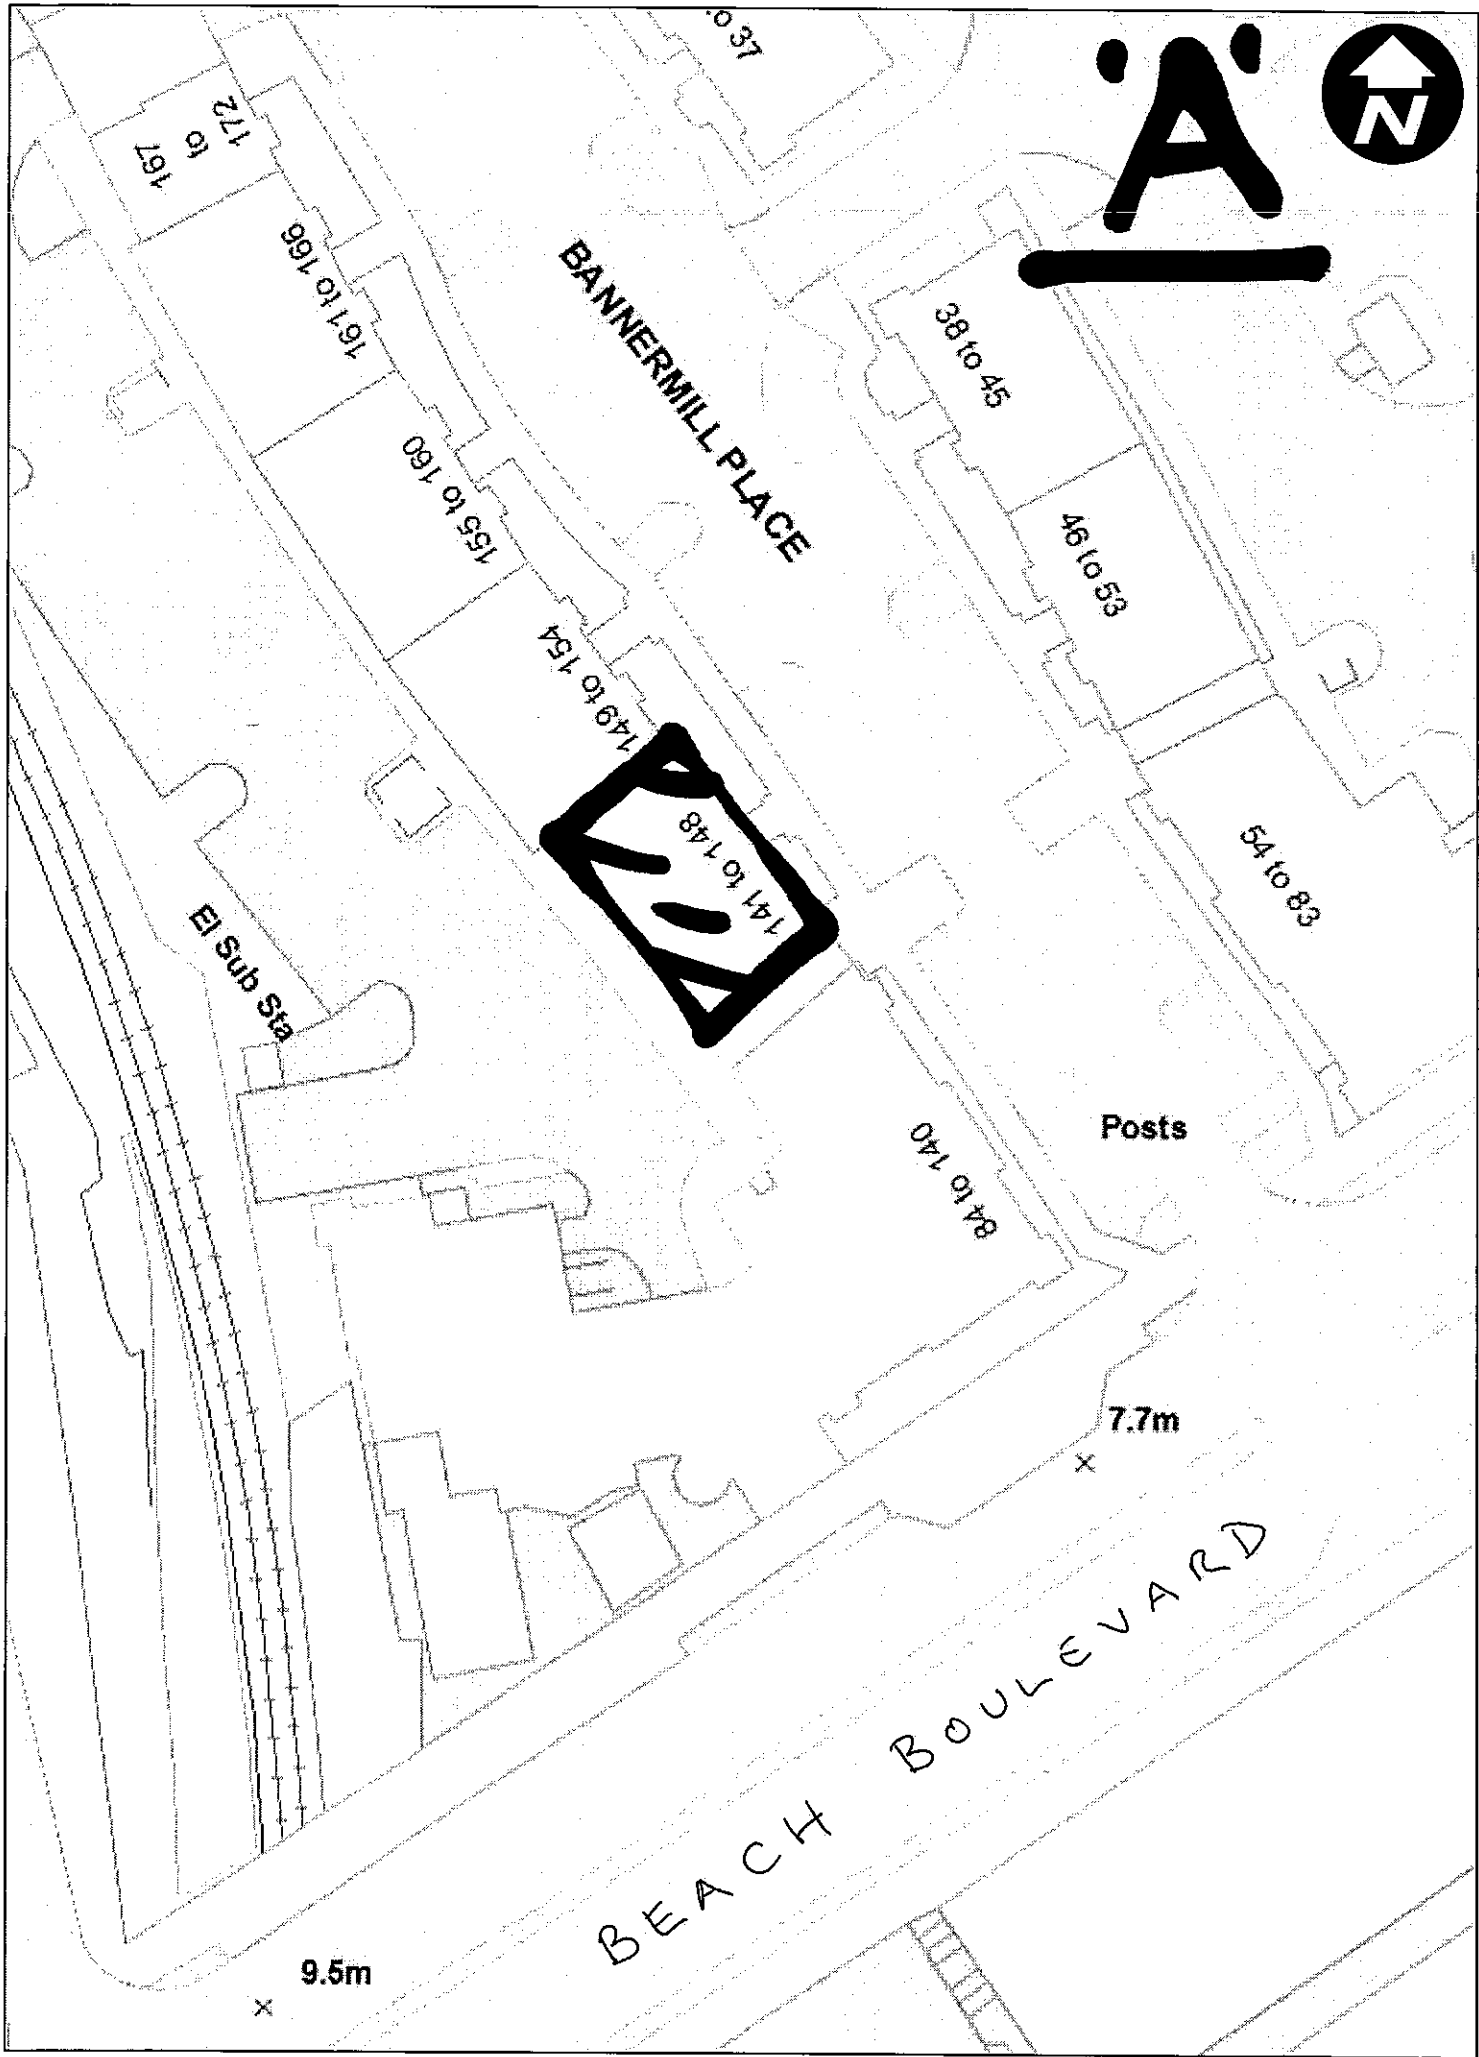 to 37
'A'
N
167
to
172
161 to 166
BANNERMILL PLACE
38 to 45
155 to 160
46 to 53
149 to 154
141 to 148
54 to 83
El Sub Sta
Posts
84 to 140
7.7m
BEACH BOULEVARD
9.5m